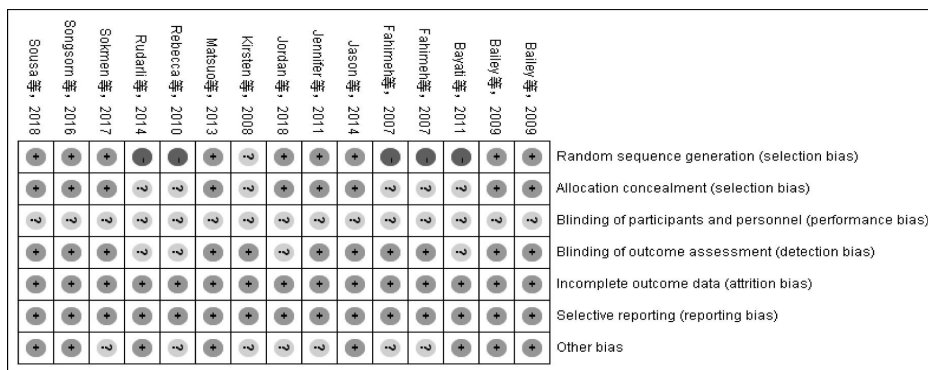 Sousa等，2018
Songsorn等，2016
Sokmen等，2017
Rudarli等，2014
Rebecca等，2010
Matsuo等，2013
Kirsten等，2008
Jordan等，2018
Jennifer等，2011
Jason等，2014
Fahimeh等，2007
Fahimeh等，2007
Bayati等，2011
Bailey等，2009
Bailey等，2009
+ + + - - + ? + + + - - - + + Random sequence generation (selection bias)
+ + + ? ? + ? + + + ? ? ? + + Allocation concealment (selection bias)
? ? ? ? ? ? ? ? ? ? ? ? ? ? ? Blinding of participants and personnel (performance bias)
+ + + ? ? + + ? + + + + ? + + Blinding of outcome assessment (detection bias)
+ + + + + + + + + + + + + + + Incomplete outcome data (attrition bias)
+ + + + + + + + + + + + + + + Selective reporting (reporting bias)
+ + ? + ? + ? ? ? + ? ? + + + Other bias